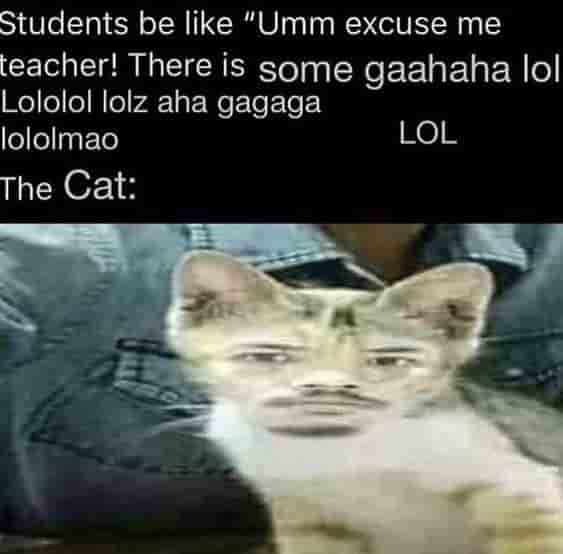 Students be like "Umm excuse me
teacher! There is some gaahaha lol
Lololol lolz aha gagaga
lololmao LOL
The Cat: